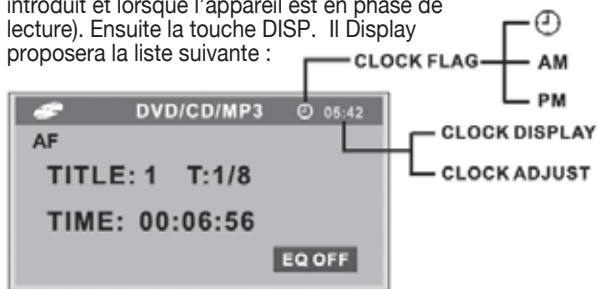 introduit et lorsque l'appareil est en phase de
lecture). Ensuite la touche DISP. Il Display
proposera la liste suivante :
CLOCK FLAG
AM
PM
DVD/CD/MP3 05:42
CLOCK DISPLAY
CLOCK ADJUST
AF
TITLE: 1 T:1/8
TIME: 00:06:56
EQ OFF